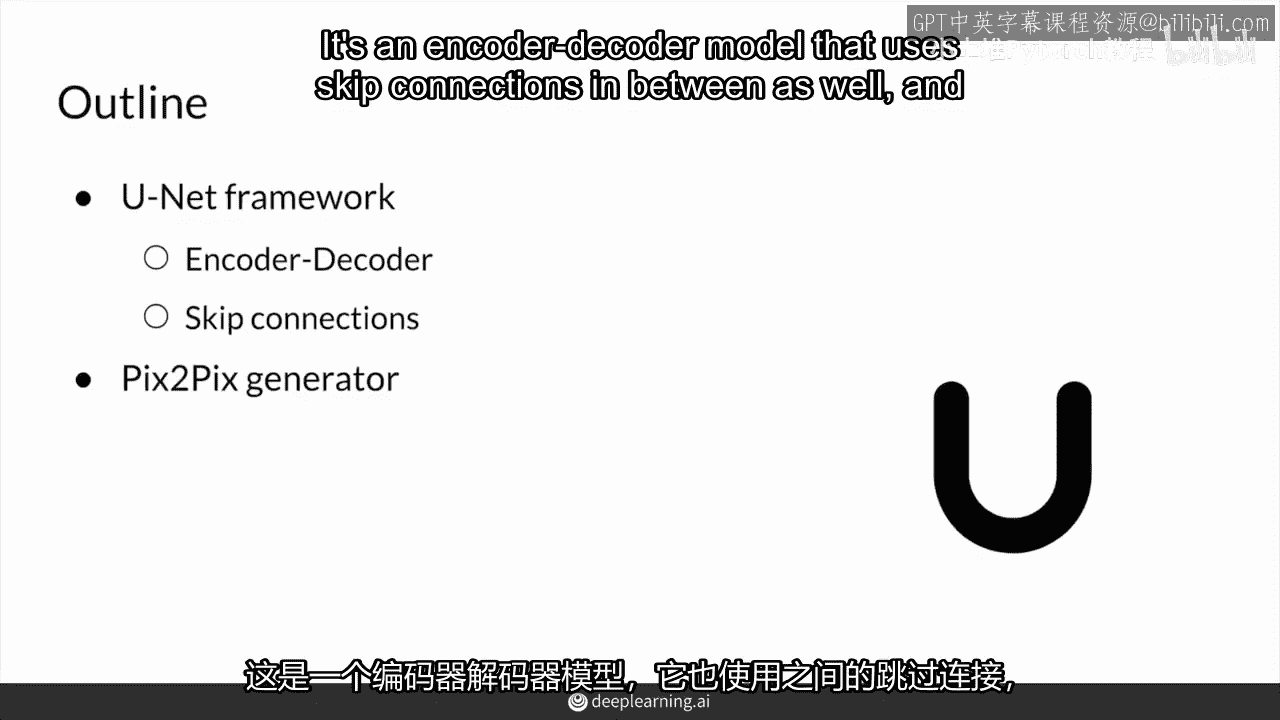 GPT中英字幕课程资源@bilibili.com
It's an encoder-decoder model that uses
skip connections in between as well, and
Outline
● U-Net framework
○ Encoder-Decoder
○ Skip connections
● Pix2Pix generator
U
这是一个编码器解码器模型，它也使用之间的跳过连接，
deeplearning.ai